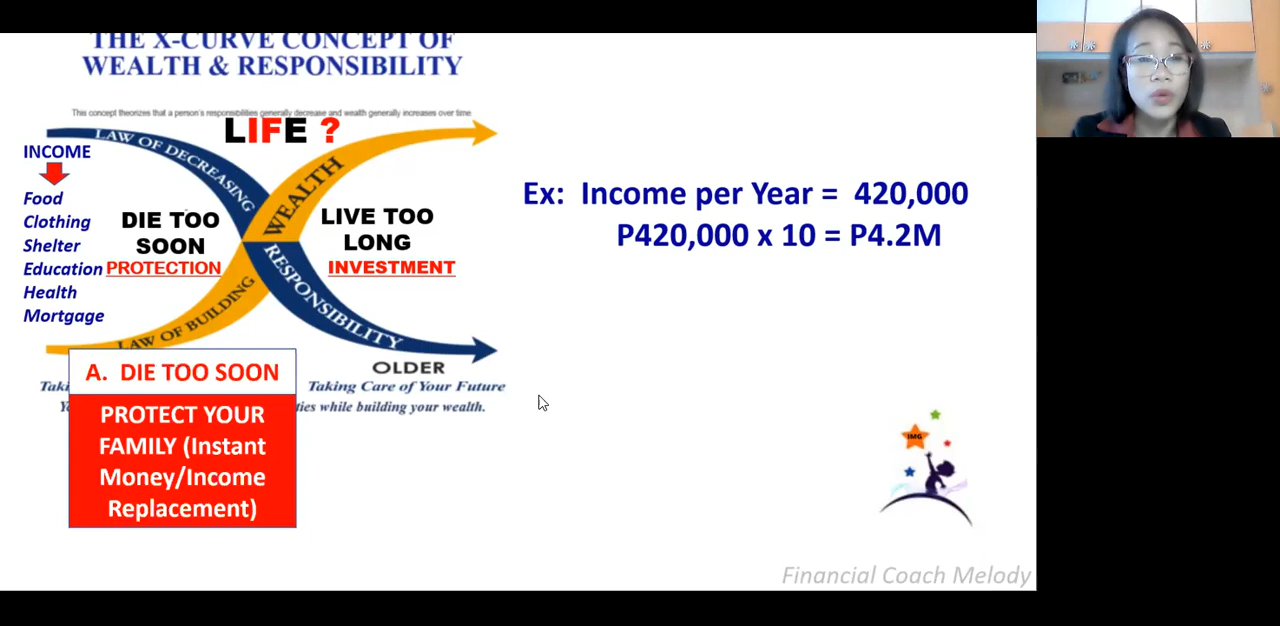 THE X-CURVE CONCEPT OF
WEALTH & RESPONSIBILITY
This concept theorizes that a person's responsibilities generally decrease and wealth generally increases over time
LIFE ?
LAW OF DECREASING
RESPONSIBILITY
LAW OF BUILDING
WEALTH
INCOME
Food
Clothing
Shelter
Education
Health
Mortgage
DIE TOO
SOON
PROTECTION
LIVE TOO
LONG
INVESTMENT
OLDER
Taking Care of Your Future
ties while building your wealth.
A. DIE TOO SOON
PROTECT YOUR
FAMILY (Instant
Money/Income
Replacement)
Ex: Income per Year = 420,000
P420,000 x 10 = P4.2M
IMG
Financial Coach Melody